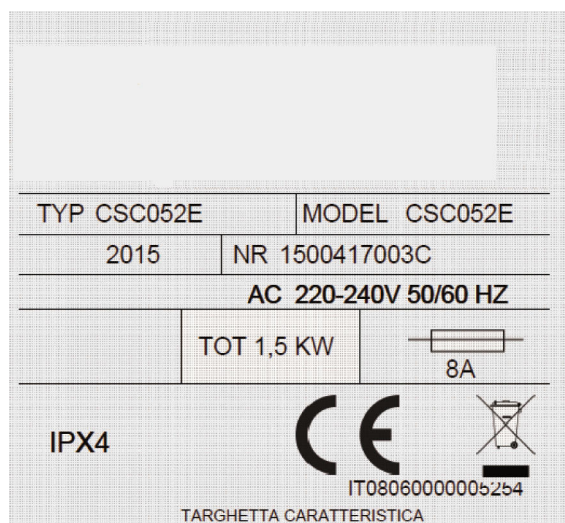 TYP CSC052E MODEL CSC052E
2015 NR 1500417003C
AC 220-240V 50/60 HZ
TOT 1,5 KW
8A
IPX4
CE
IT08060000005254
TARGHETTA CARATTERISTICA